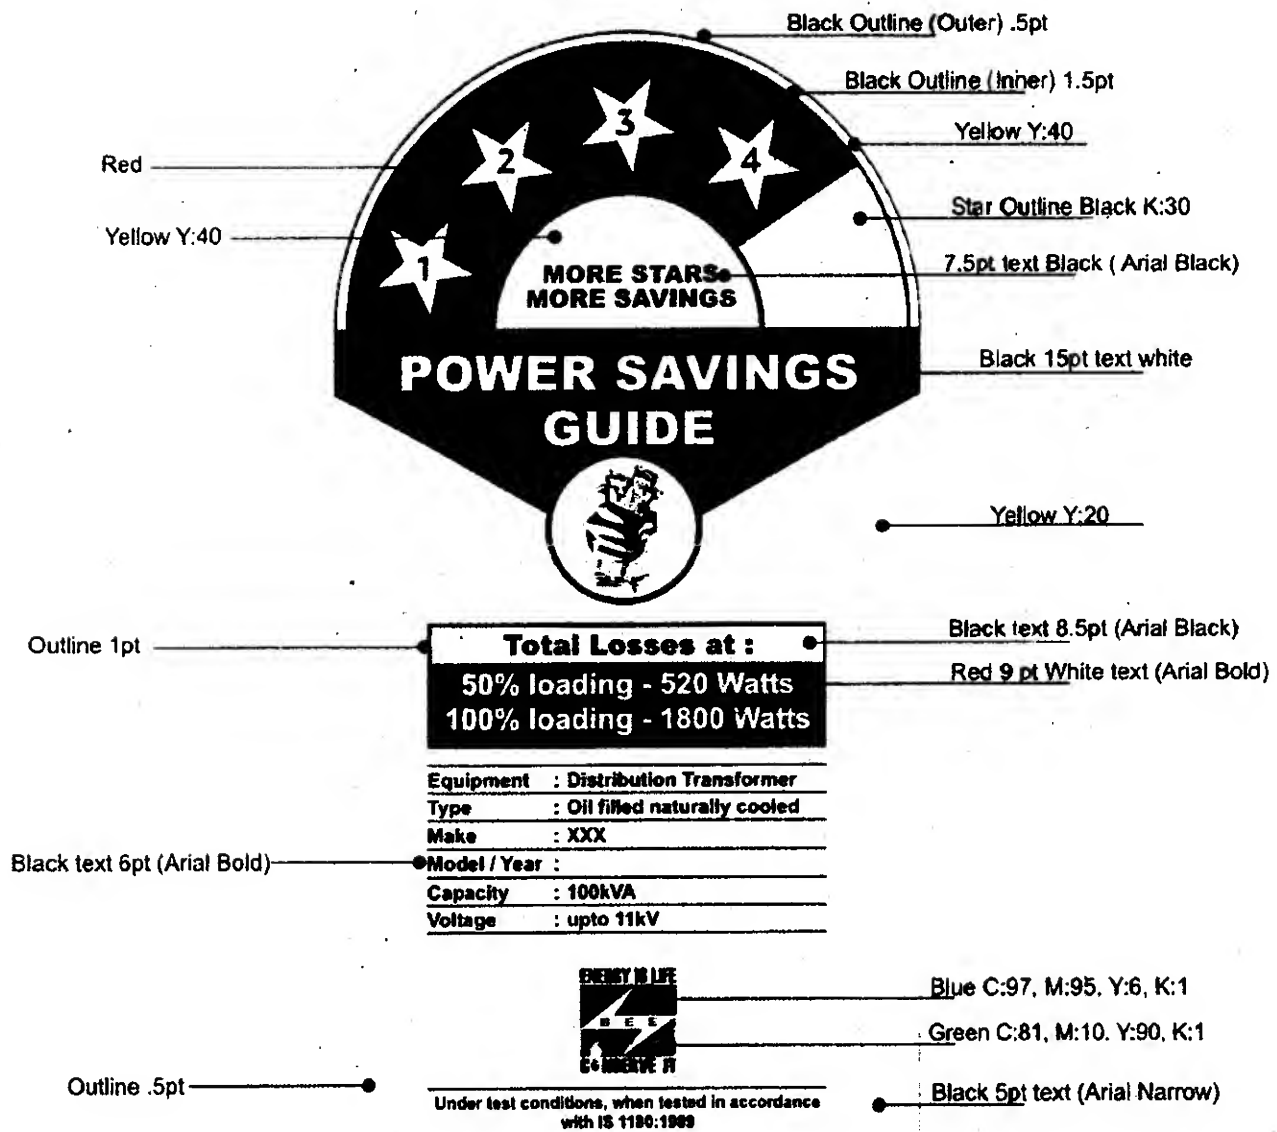 Black Outline (Outer) .5pt
Black Outline (Inner) 1.5pt
Yellow Y:40
Red
Star Outline Black K:30
Yellow Y:40
7.5pt text Black ( Arial Black)
1
2
3
4
MORE STARS
MORE SAVINGS
Black 15pt text white
POWER SAVINGS
GUIDE
Yellow Y:20
Outline 1pt
Total Losses at :
Black text 8.5pt (Arial Black)
50% loading - 520 Watts
100% loading - 1800 Watts
Red 9 pt White text (Arial Bold)
Equipment : Distribution Transformer
Type : Oil filled naturally cooled
Make : XXX
Black text 6pt (Arial Bold)
Model / Year :
Capacity : 100kVA
Voltage : upto 11kV
ENERGY IS LIFE
B E E
CONSERVE IT
Blue C:97, M:95, Y:6, K:1
Green C:81, M:10. Y:90, K:1
Outline .5pt
Black 5pt text (Arial Narrow)
Under test conditions, when tested in accordance
with IS 1180:1989